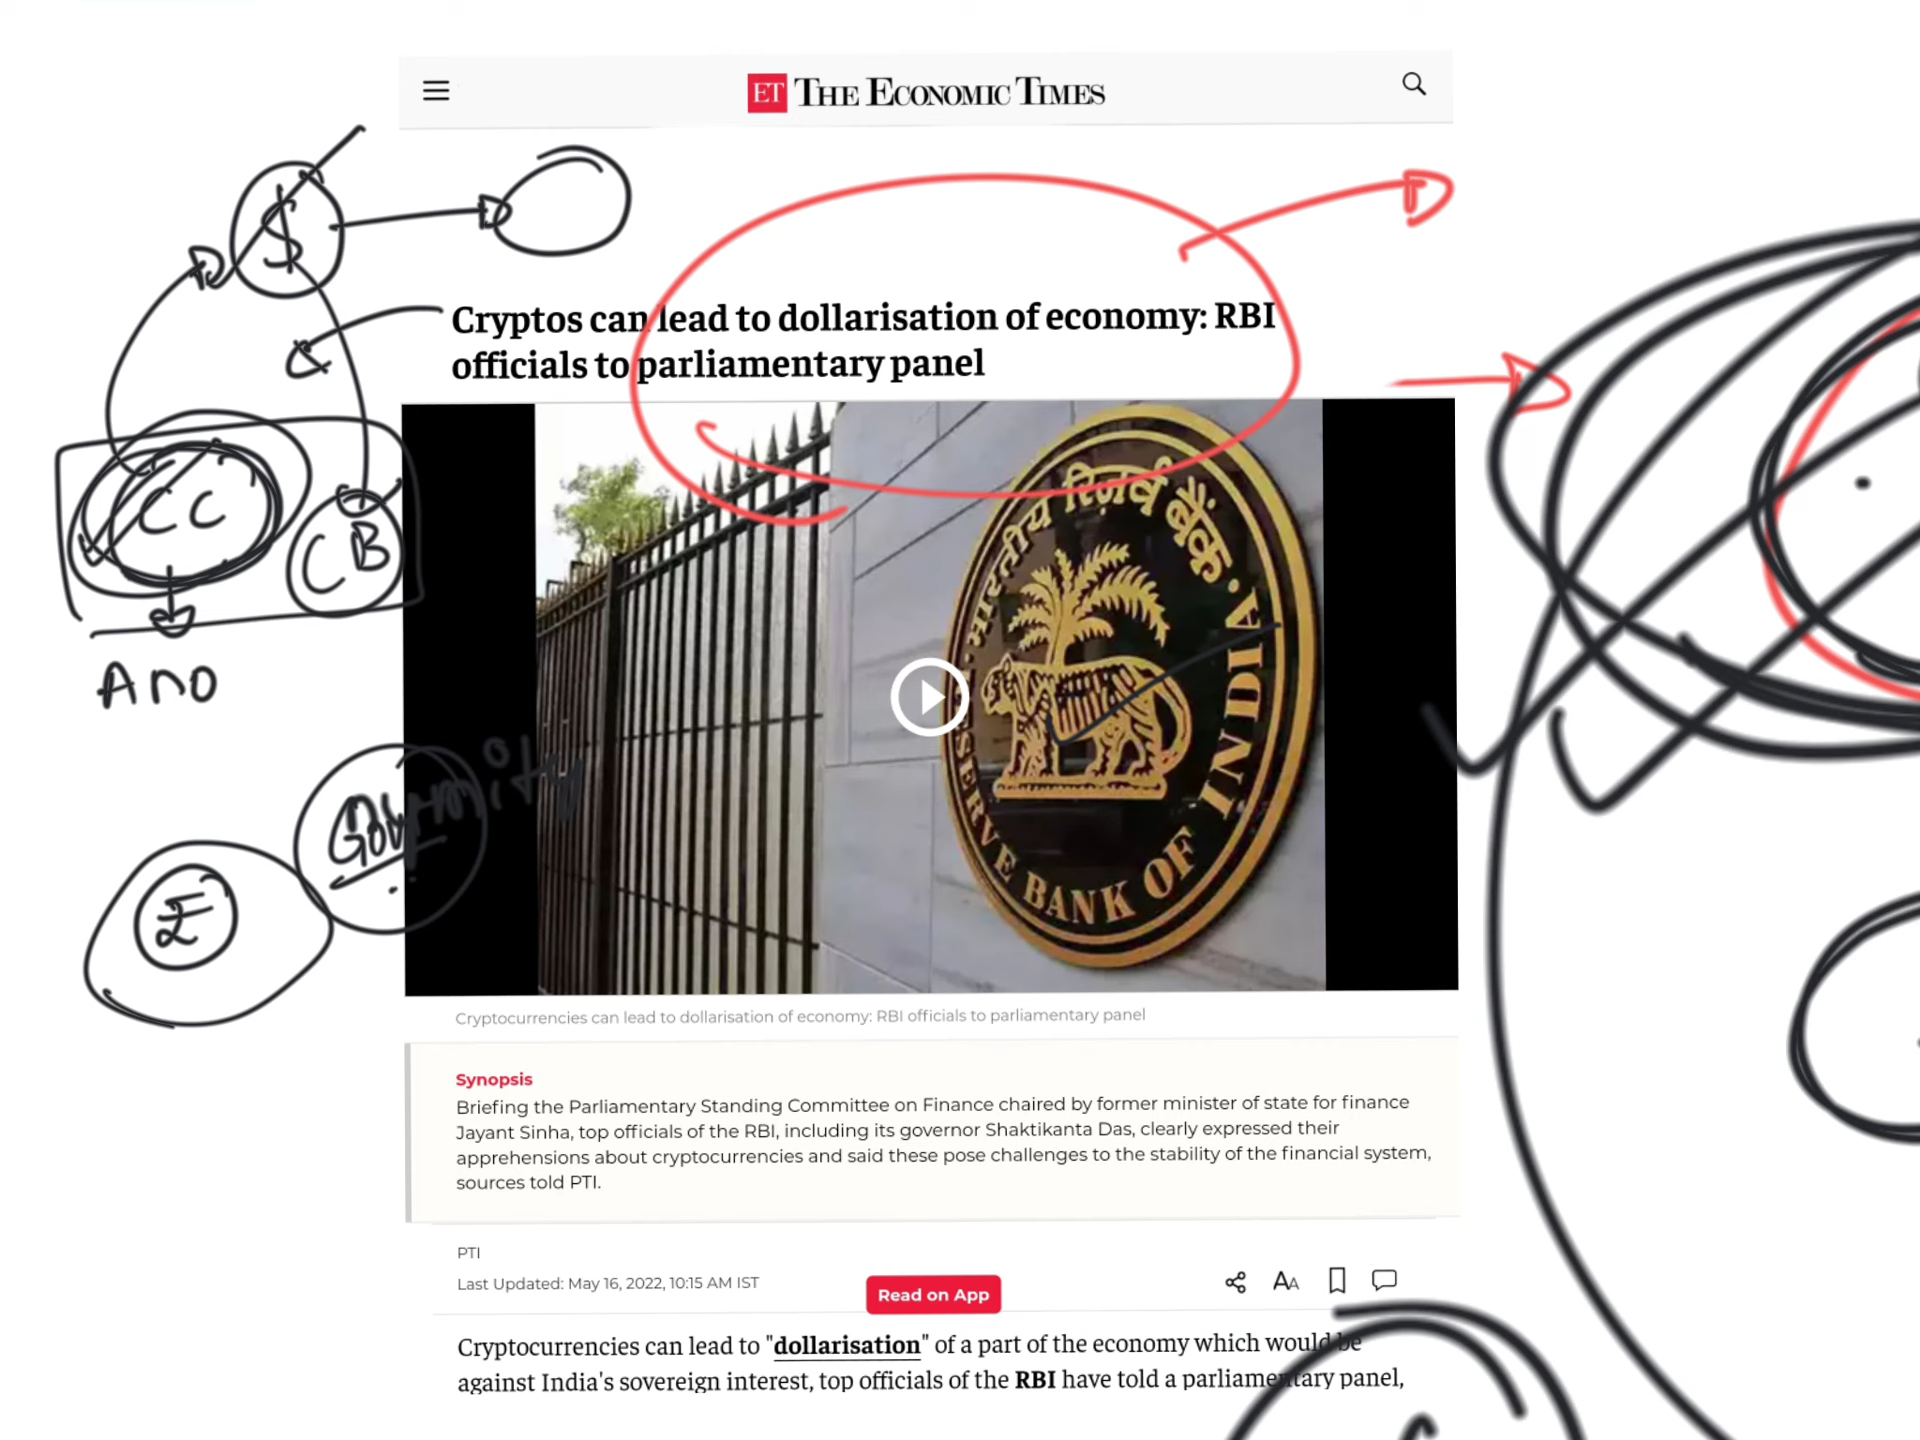 ET THE ECONOMIC TIMES
$
Cryptos can lead to dollarisation of economy: RBI
officials to parliamentary panel
CC
CB
Ano
भारतीय रिज़र्व बैंक
RESERVE BANK OF INDIA
Cryptocurrencies can lead to dollarisation of economy: RBI officials to parliamentary panel
Synopsis
Briefing the Parliamentary Standing Committee on Finance chaired by former minister of state for finance
Jayant Sinha, top officials of the RBI, including its governor Shaktikanta Das, clearly expressed their
apprehensions about cryptocurrencies and said these pose challenges to the stability of the financial system,
sources told PTI.
PTI
Last Updated: May 16, 2022, 10:15 AM IST
Read on App
AA
Cryptocurrencies can lead to "dollarisation" of a part of the economy which would be
against India's sovereign interest, top officials of the RBI have told a parliamentary panel,